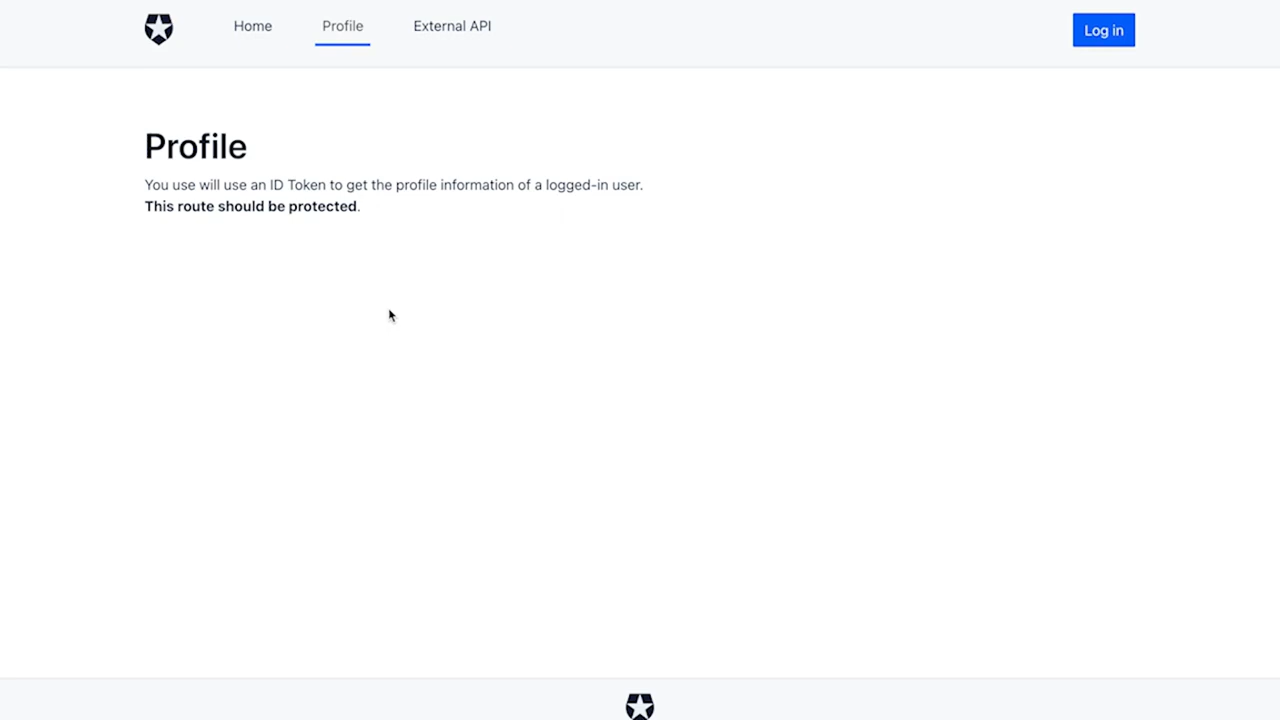 Home
Profile
External API
Log in
Profile
You use will use an ID Token to get the profile information of a logged-in user.
This route should be protected.